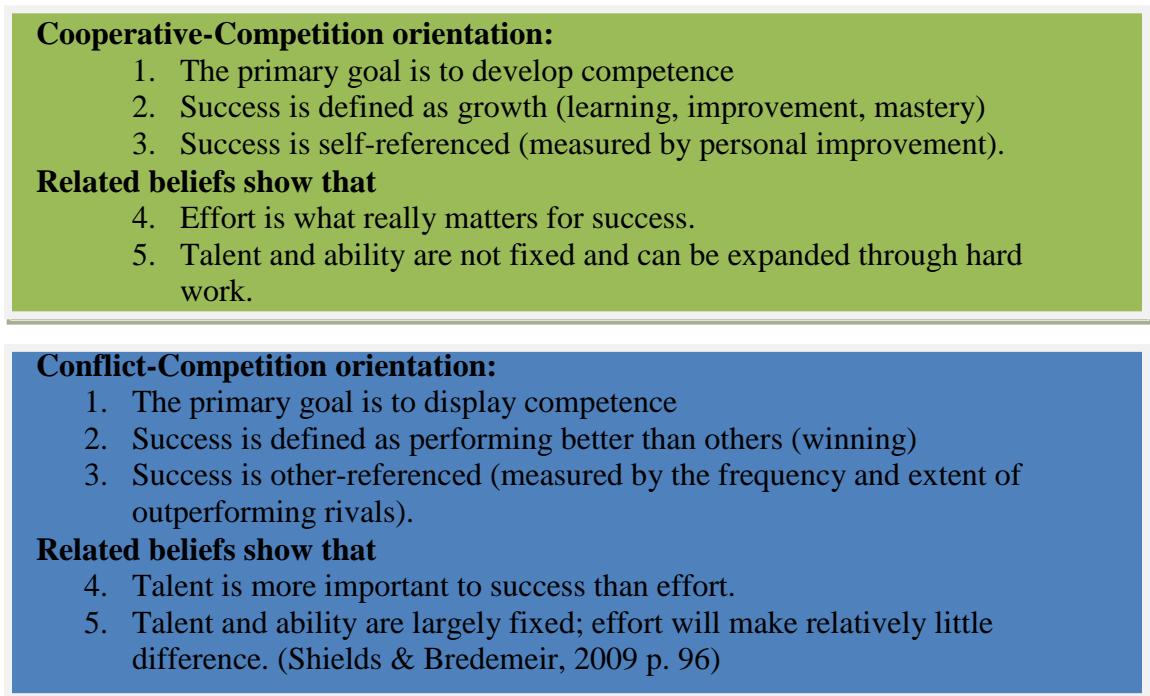 Cooperative-Competition orientation:
1. The primary goal is to develop competence
2. Success is defined as growth (learning, improvement, mastery)
3. Success is self-referenced (measured by personal improvement).
Related beliefs show that
4. Effort is what really matters for success.
5. Talent and ability are not fixed and can be expanded through hard
work.
Conflict-Competition orientation:
1. The primary goal is to display competence
2. Success is defined as performing better than others (winning)
3. Success is other-referenced (measured by the frequency and extent of
outperforming rivals).
Related beliefs show that
4. Talent is more important to success than effort.
5. Talent and ability are largely fixed; effort will make relatively little
difference. (Shields & Bredemeir, 2009 p. 96)